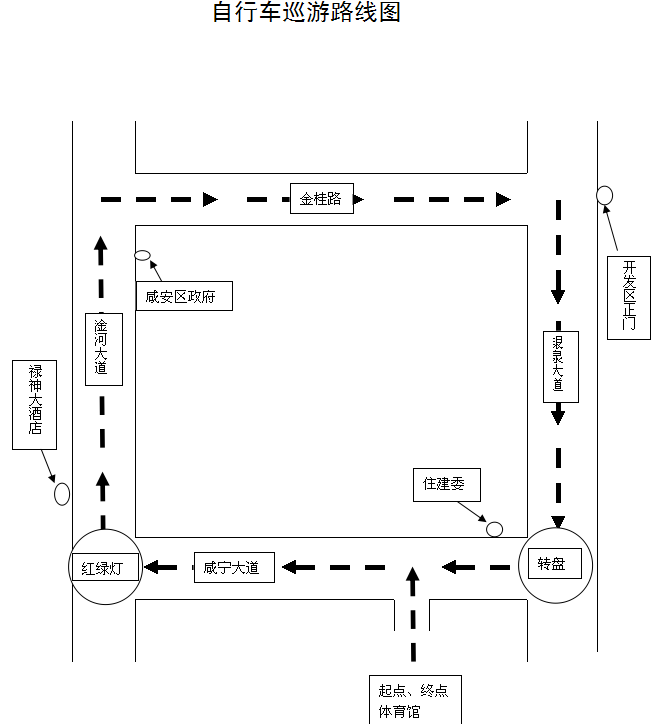 自行车巡游路线图
金桂路
咸安区政府
开发区正门
淦河大道
银泉大道
禄神大酒店
住建委
红绿灯
咸宁大道
转盘
起点、终点
体育馆